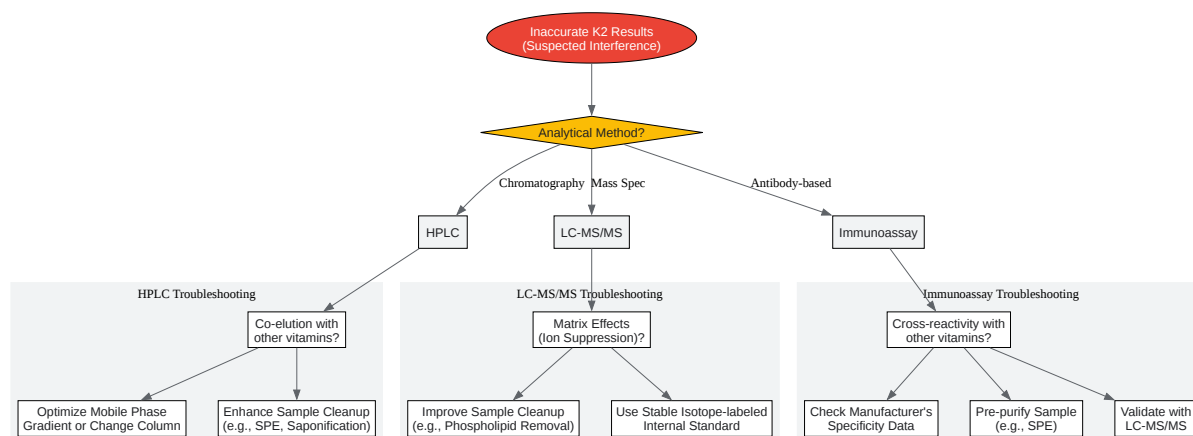 Inaccurate K2 Results
(Suspected Interference)
Analytical Method?
Chromatography
Mass Spec
Antibody-based
HPLC
LC-MS/MS
Immunoassay
HPLC Troubleshooting
LC-MS/MS Troubleshooting
Immunoassay Troubleshooting
Co-elution with
other vitamins?
Matrix Effects
(Ion Suppression)?
Cross-reactivity with
other vitamins?
Optimize Mobile Phase
Gradient or Change Column
Enhance Sample Cleanup
(e.g., SPE, Saponification)
Improve Sample Cleanup
(e.g., Phospholipid Removal)
Use Stable Isotope-labeled
Internal Standard
Check Manufacturer's
Specificity Data
Pre-purify Sample
(e.g., SPE)
Validate with
LC-MS/MS